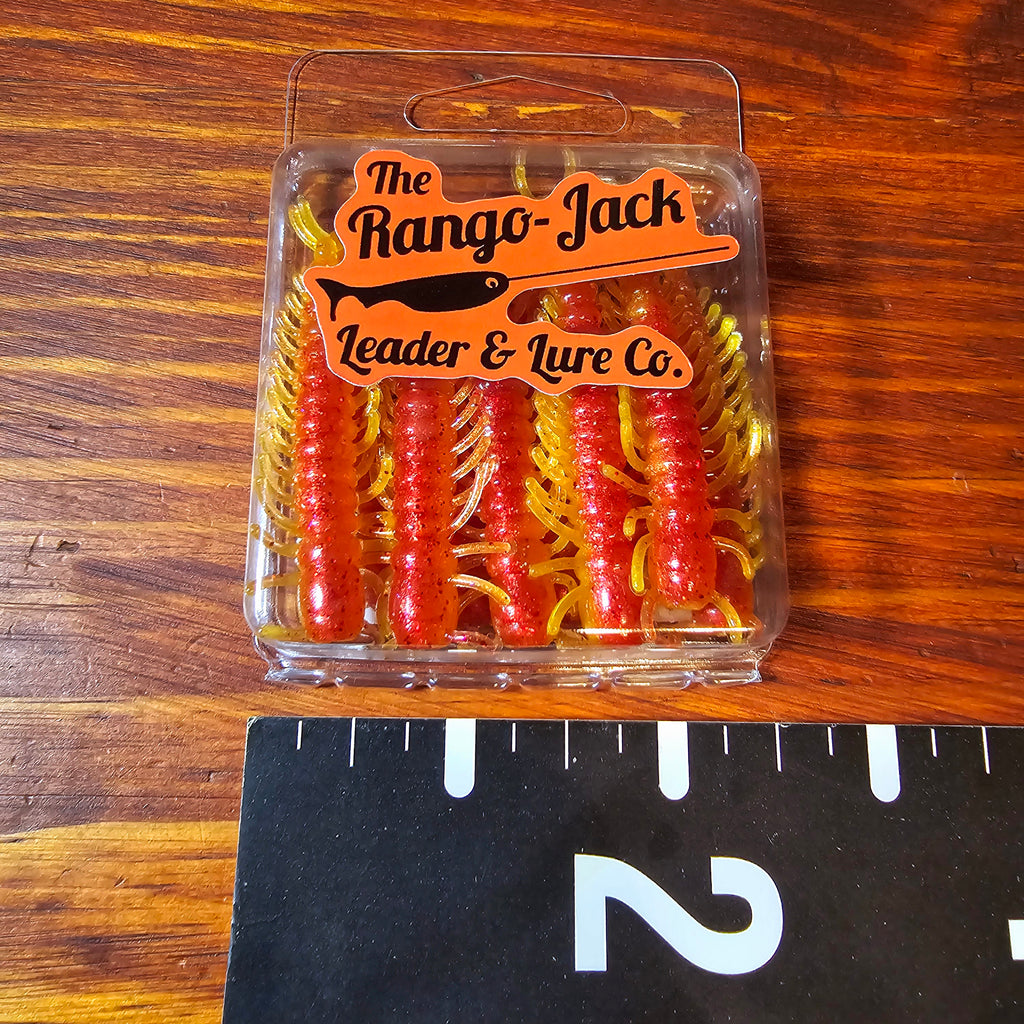 The
Rango-Jack
Leader & Lure Co.
2